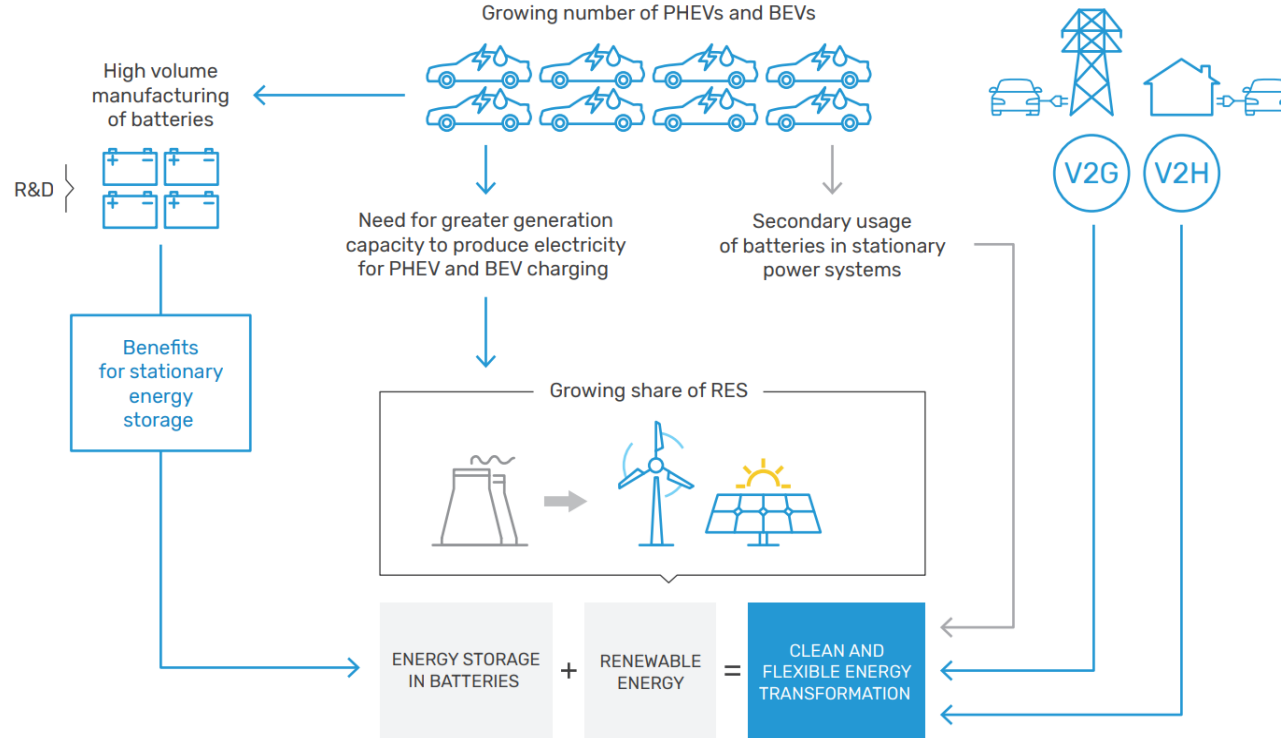 Growing number of PHEVs and BEVs
High volume
manufacturing
of batteries
R&D
+ −
+ −
+ −
+ −
V2G
V2H
Need for greater generation
capacity to produce electricity
for PHEV and BEV charging
Secondary usage
of batteries in stationary
power systems
Benefits
for stationary
energy
storage
Growing share of RES
ENERGY STORAGE
IN BATTERIES
+
RENEWABLE
ENERGY
=
CLEAN AND
FLEXIBLE ENERGY
TRANSFORMATION